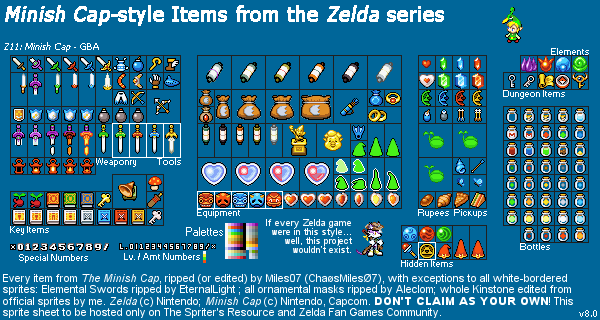 Minish Cap-style Items from the Zelda series
Z11: Minish Cap - GBA
Elements
Dungeon Items
Weaponry
Tools
Key Items
Equipment
Rupees
Pickups
Bottles
×0123456789/
L.0123456789/×
Special Numbers
Lv. / Amt Numbers
Palettes
If every Zelda game
were in this style...
well, this project
wouldn't exist.
Hidden Items
Every item from The Minish Cap, ripped (or edited) by Miles07 (ChaøsMilesØ7), with exceptions to all white-bordered
sprites: Elemental Swords ripped by EternalLight ; all ornamental masks ripped by Aleclom; whole Kinstone edited from
official sprites by me. Zelda (c) Nintendo; Minish Cap (c) Nintendo, Capcom. DON'T CLAIM AS YOUR OWN! This
sprite sheet to be hosted only on The Spriter's Resource and Zelda Fan Games Community.
v8.0